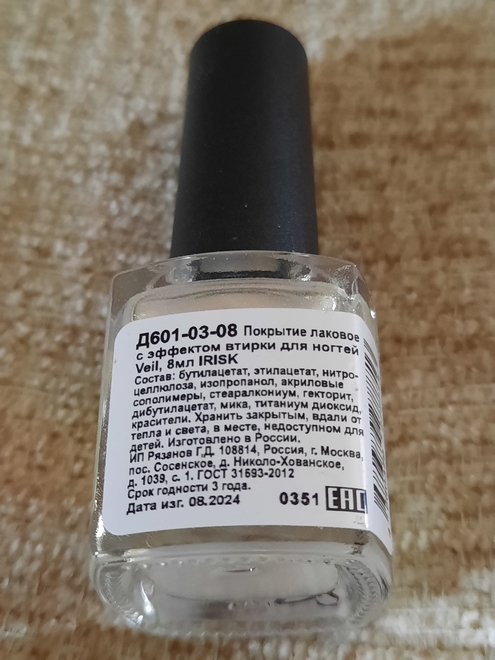 Д601-03-08 Покрытие лаковое
с эффектом втирки для ногтей
Veil, 8мл IRISK
Состав: бутилацетат, этилацетат, нитро-
целлюлоза, изопропанол, акриловые
сополимеры, стеаралкониум, гекторит,
дибутилацетат, мика, титаниум диоксид,
красители. Хранить закрытым, вдали от
тепла и света, в месте, недоступном для
детей. Изготовлено в России.
ИП Рязанов Г.Д. 108814, Россия, г. Москва,
пос. Сосенское, д. Николо-Хованское,
д. 1039, с. 1. ГОСТ 31693-2012
Срок годности 3 года.
Дата изг. 08.2024 0351 EAC